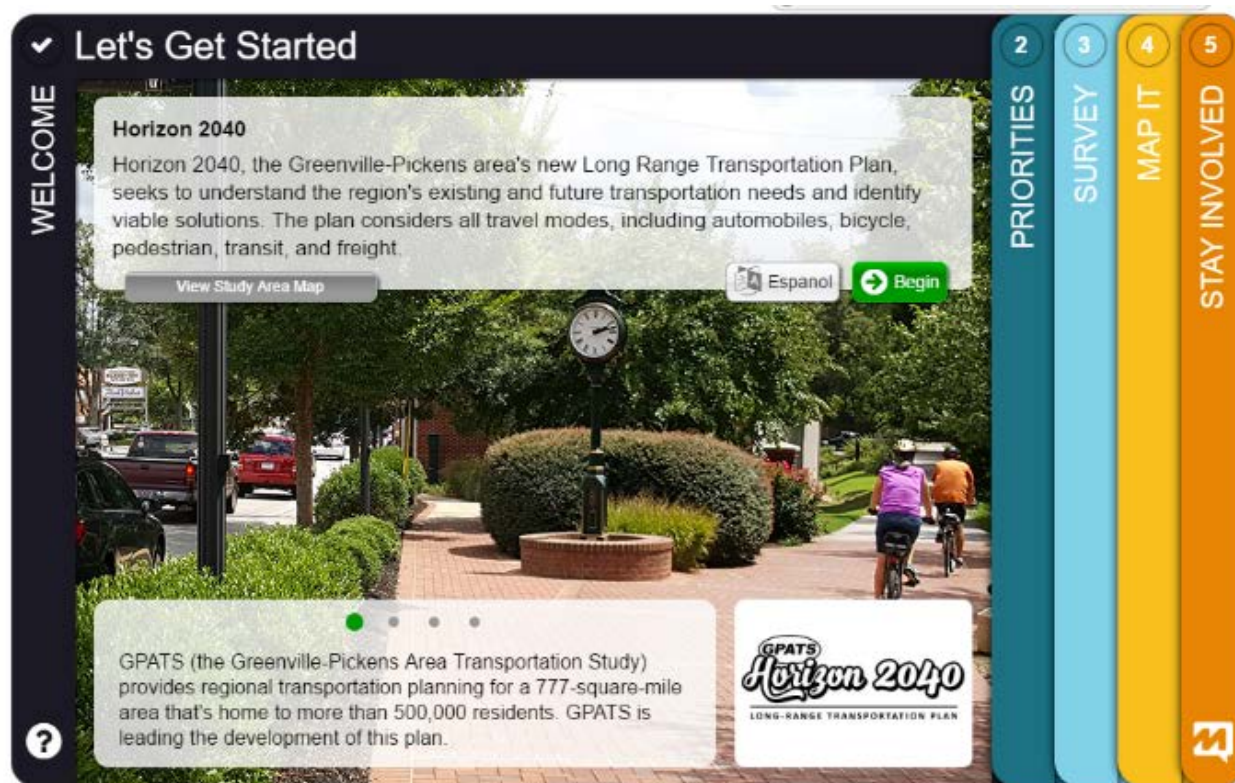 Let's Get Started
WELCOME
Horizon 2040
Horizon 2040, the Greenville-Pickens area's new Long Range Transportation Plan,
seeks to understand the region's existing and future transportation needs and identify
viable solutions. The plan considers all travel modes, including automobiles, bicycle,
pedestrian, transit, and freight.
View Study Area Map
Espanol
Begin
GPATS (the Greenville-Pickens Area Transportation Study)
provides regional transportation planning for a 777-square-mile
area that's home to more than 500,000 residents. GPATS is
leading the development of this plan.
GPATS
Horizon 2040
LONG-RANGE TRANSPORTATION PLAN
?
2
PRIORITIES
3
SURVEY
4
MAP IT
5
STAY INVOLVED